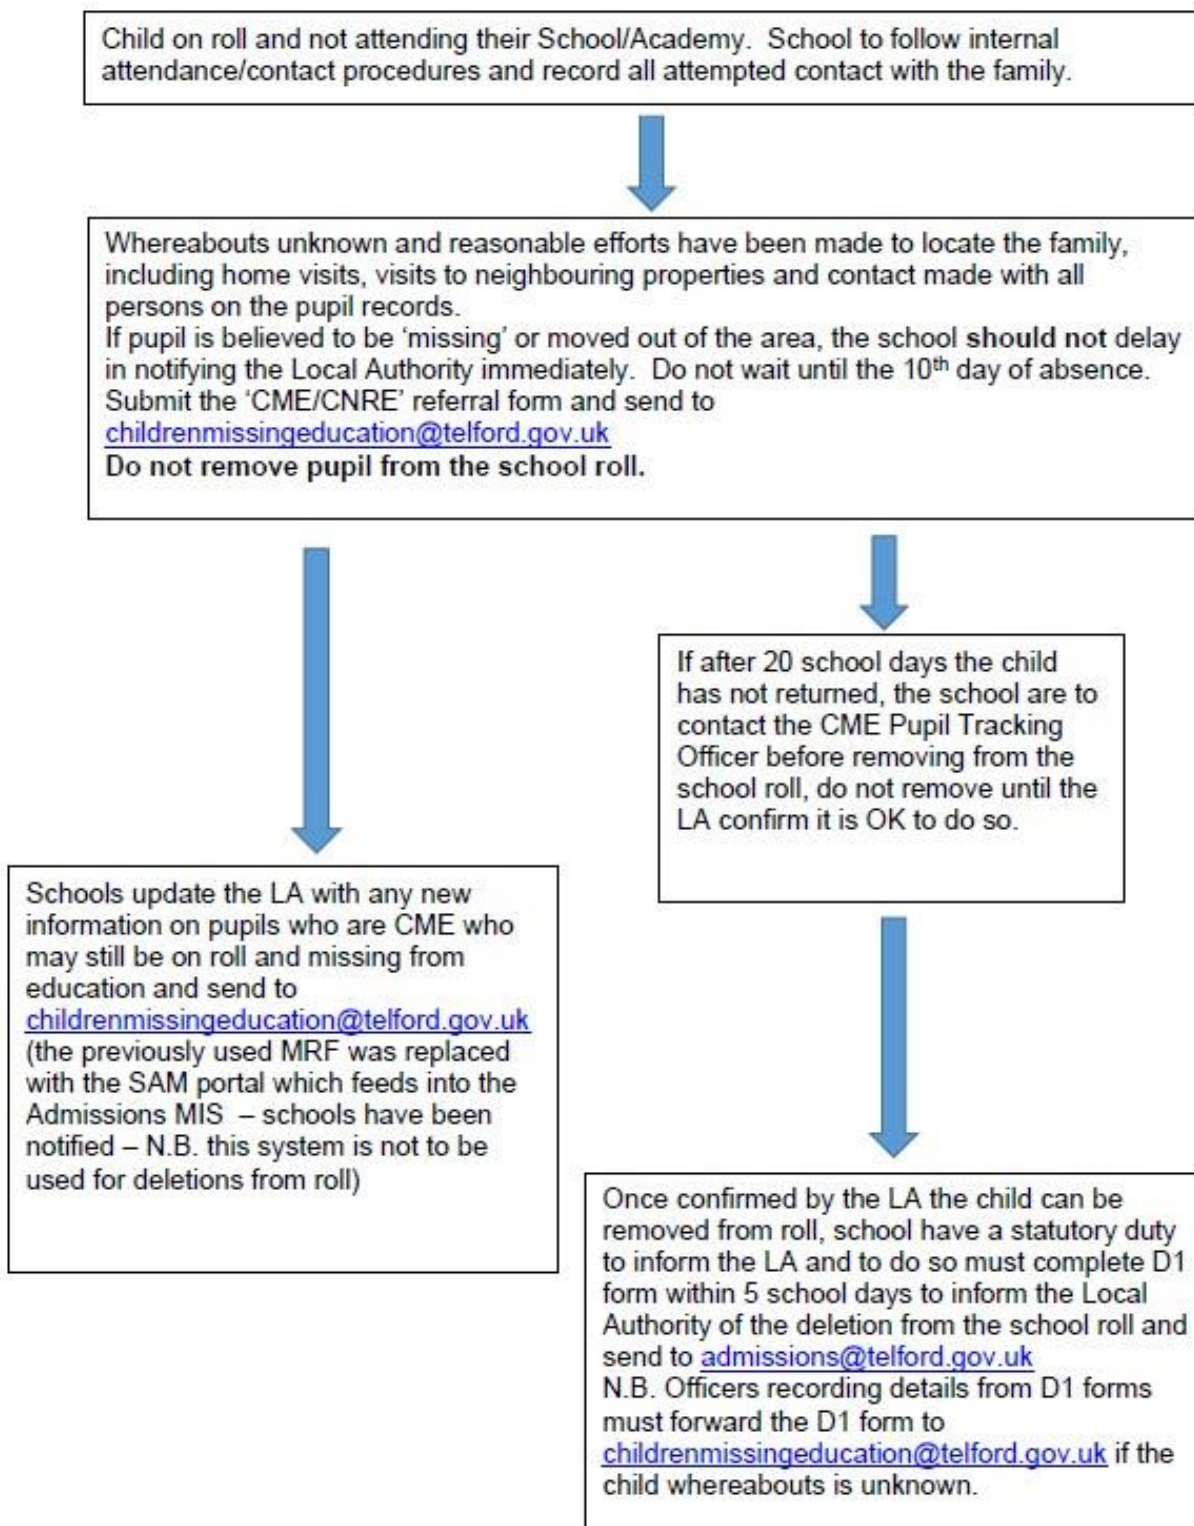 Child on roll and not attending their School/Academy.  School to follow internal
attendance/contact procedures and record all attempted contact with the family.
Whereabouts unknown and reasonable efforts have been made to locate the family,
including home visits, visits to neighbouring properties and contact made with all
persons on the pupil records.
If pupil is believed to be ‘missing’ or moved out of the area, the school should not delay
in notifying the Local Authority immediately.  Do not wait until the 10th day of absence.
Submit the ‘CME/CNRE’ referral form and send to
childrenmissingeducation@telford.gov.uk
Do not remove pupil from the school roll.
If after 20 school days the child
has not returned, the school are to
contact the CME Pupil Tracking
Officer before removing from the
school roll, do not remove until the
LA confirm it is OK to do so.
Schools update the LA with any new
information on pupils who are CME who
may still be on roll and missing from
education and send to
childrenmissingeducation@telford.gov.uk
(the previously used MRF was replaced
with the SAM portal which feeds into the
Admissions MIS – schools have been
notified – N.B. this system is not to be
used for deletions from roll)
Once confirmed by the LA the child can be
removed from roll, school have a statutory duty
to inform the LA and to do so must complete D1
form within 5 school days to inform the Local
Authority of the deletion from the school roll and
send to admissions@telford.gov.uk
N.B. Officers recording details from D1 forms
must forward the D1 form to
childrenmissingeducation@telford.gov.uk if the
child whereabouts is unknown.